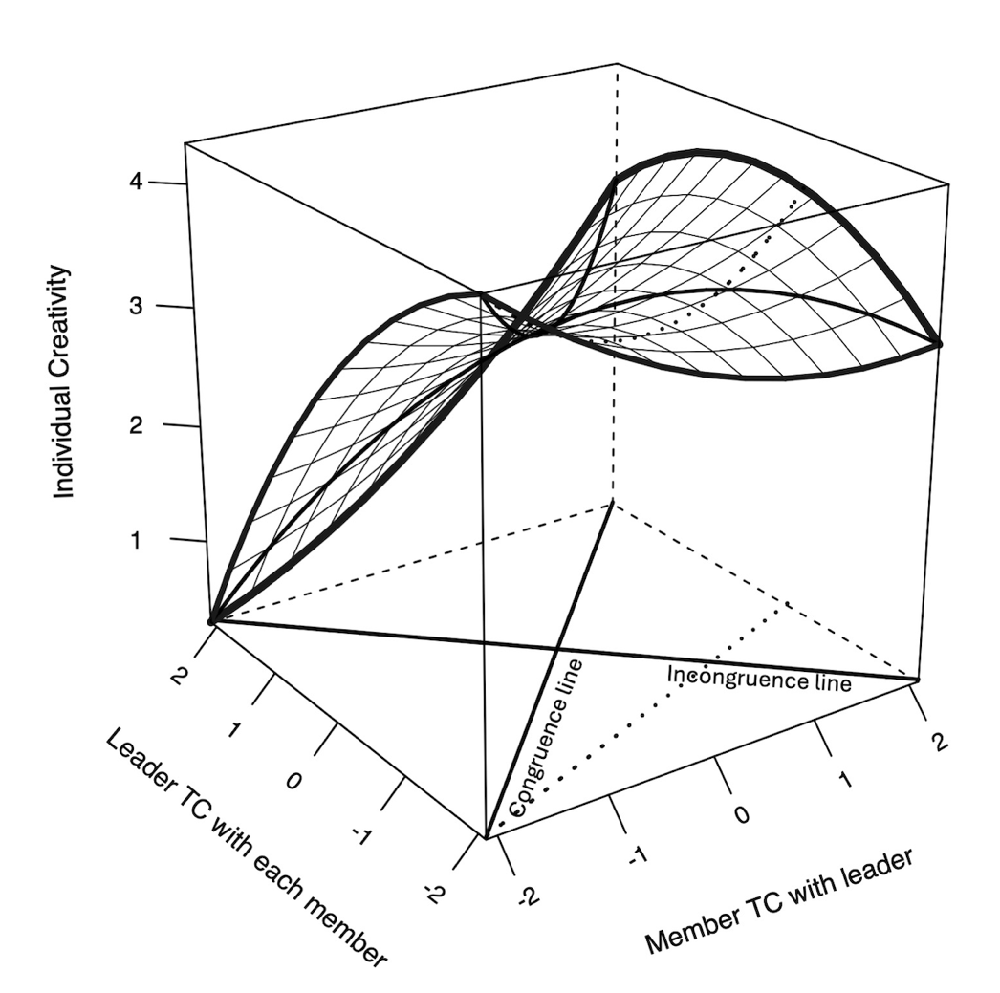 4
3
2
1
Individual Creativity
2
1
0
-1
-2
Leader TC with each member
-2
-1
0
1
2
Member TC with leader
Congruence line
Incongruence line